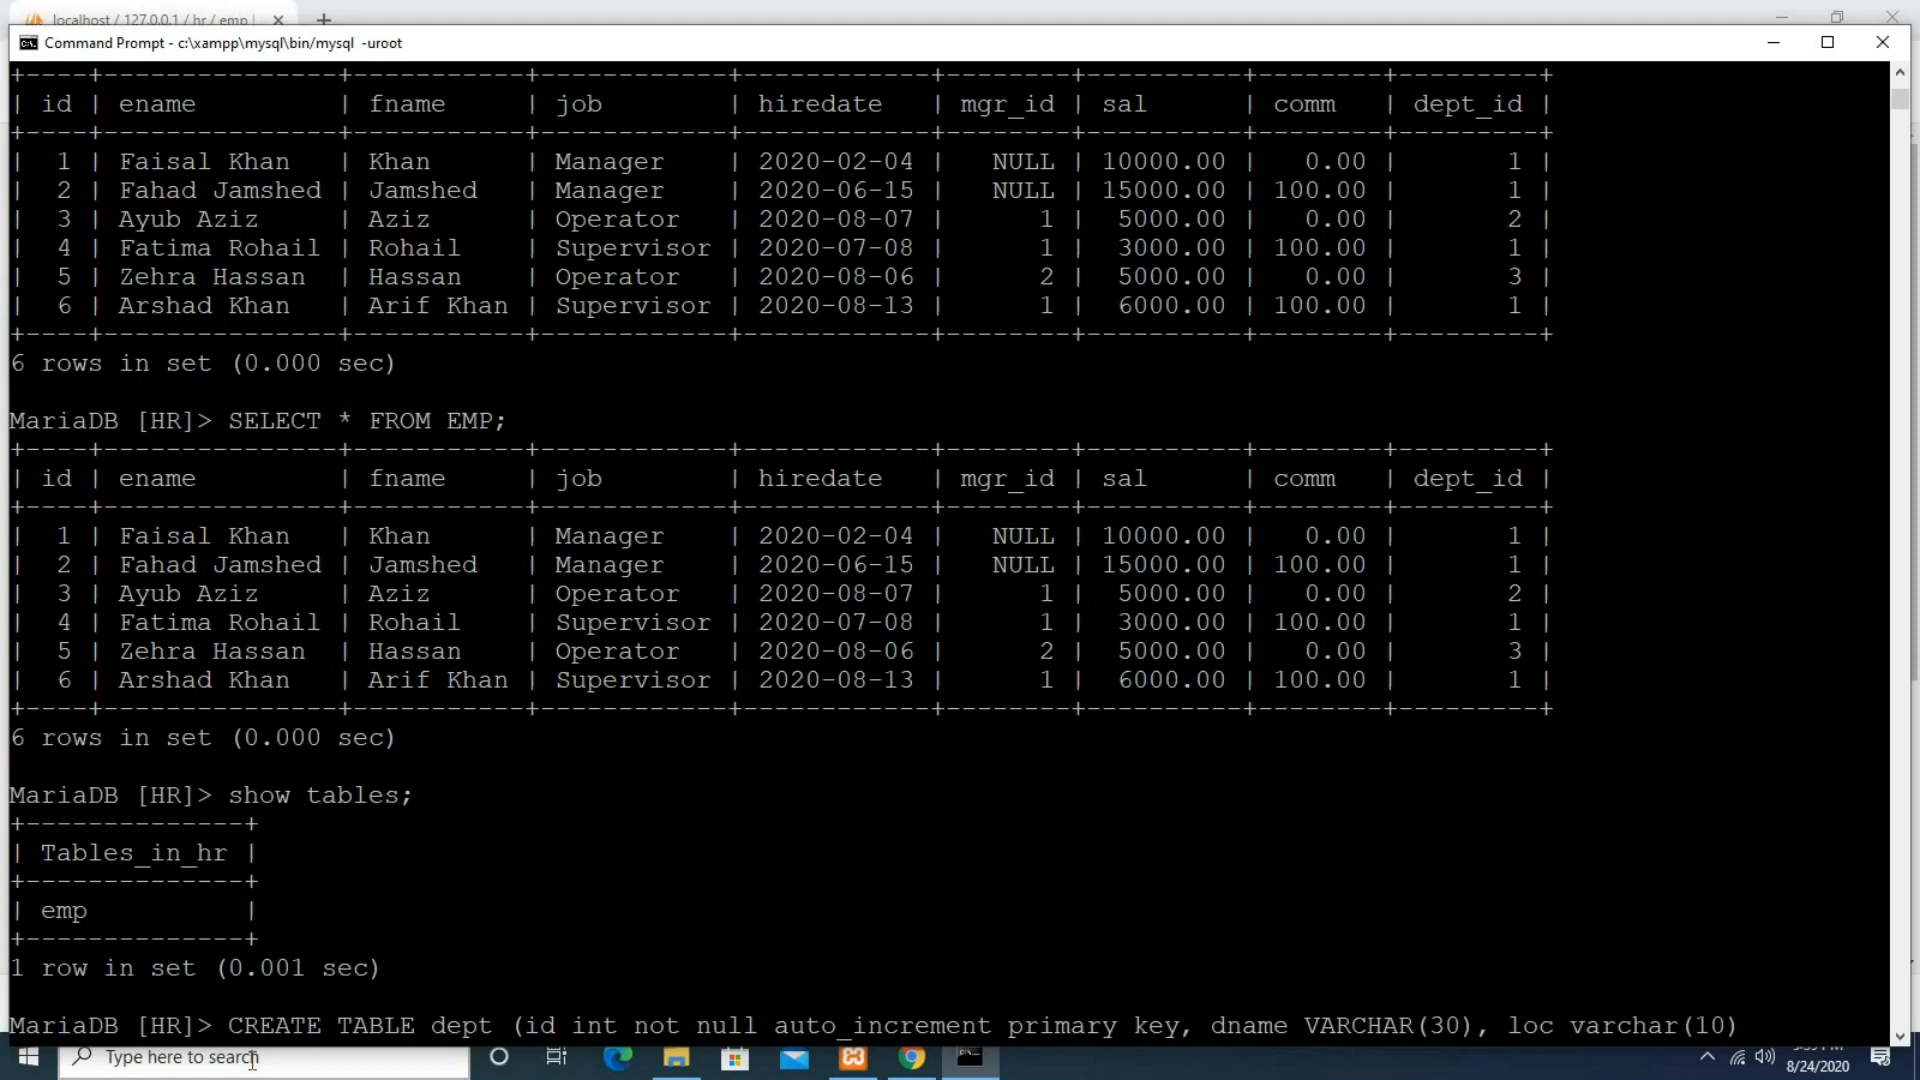 localhost / 127.0.0.1 / hr / emp
Command Prompt - c:\xampp\mysql\bin/mysql -uroot
+----+---------------+-----------+------------+------------+--------+----------+--------+---------+
| id | ename         | fname     | job        | hiredate   | mgr_id | sal      | comm   | dept_id |
+----+---------------+-----------+------------+------------+--------+----------+--------+---------+
|  1 | Faisal Khan   | Khan      | Manager    | 2020-02-04 |   NULL | 10000.00 |   0.00 |       1 |
|  2 | Fahad Jamshed | Jamshed   | Manager    | 2020-06-15 |   NULL | 15000.00 | 100.00 |       1 |
|  3 | Ayub Aziz     | Aziz      | Operator   | 2020-08-07 |      1 |  5000.00 |   0.00 |       2 |
|  4 | Fatima Rohail | Rohail    | Supervisor | 2020-07-08 |      1 |  3000.00 | 100.00 |       1 |
|  5 | Zehra Hassan  | Hassan    | Operator   | 2020-08-06 |      2 |  5000.00 |   0.00 |       3 |
|  6 | Arshad Khan   | Arif Khan | Supervisor | 2020-08-13 |      1 |  6000.00 | 100.00 |       1 |
+----+---------------+-----------+------------+------------+--------+----------+--------+---------+
6 rows in set (0.000 sec)
MariaDB [HR]> SELECT * FROM EMP;
+----+---------------+-----------+------------+------------+--------+----------+--------+---------+
| id | ename         | fname     | job        | hiredate   | mgr_id | sal      | comm   | dept_id |
+----+---------------+-----------+------------+------------+--------+----------+--------+---------+
|  1 | Faisal Khan   | Khan      | Manager    | 2020-02-04 |   NULL | 10000.00 |   0.00 |       1 |
|  2 | Fahad Jamshed | Jamshed   | Manager    | 2020-06-15 |   NULL | 15000.00 | 100.00 |       1 |
|  3 | Ayub Aziz     | Aziz      | Operator   | 2020-08-07 |      1 |  5000.00 |   0.00 |       2 |
|  4 | Fatima Rohail | Rohail    | Supervisor | 2020-07-08 |      1 |  3000.00 | 100.00 |       1 |
|  5 | Zehra Hassan  | Hassan    | Operator   | 2020-08-06 |      2 |  5000.00 |   0.00 |       3 |
|  6 | Arshad Khan   | Arif Khan | Supervisor | 2020-08-13 |      1 |  6000.00 | 100.00 |       1 |
+----+---------------+-----------+------------+------------+--------+----------+--------+---------+
6 rows in set (0.000 sec)
MariaDB [HR]> show tables;
+--------------+
| Tables_in_hr |
+--------------+
| emp          |
+--------------+
1 row in set (0.001 sec)
MariaDB [HR]> CREATE TABLE dept (id int not null auto_increment primary key, dname VARCHAR(30), loc varchar(10)
Type here to search
8/24/2020